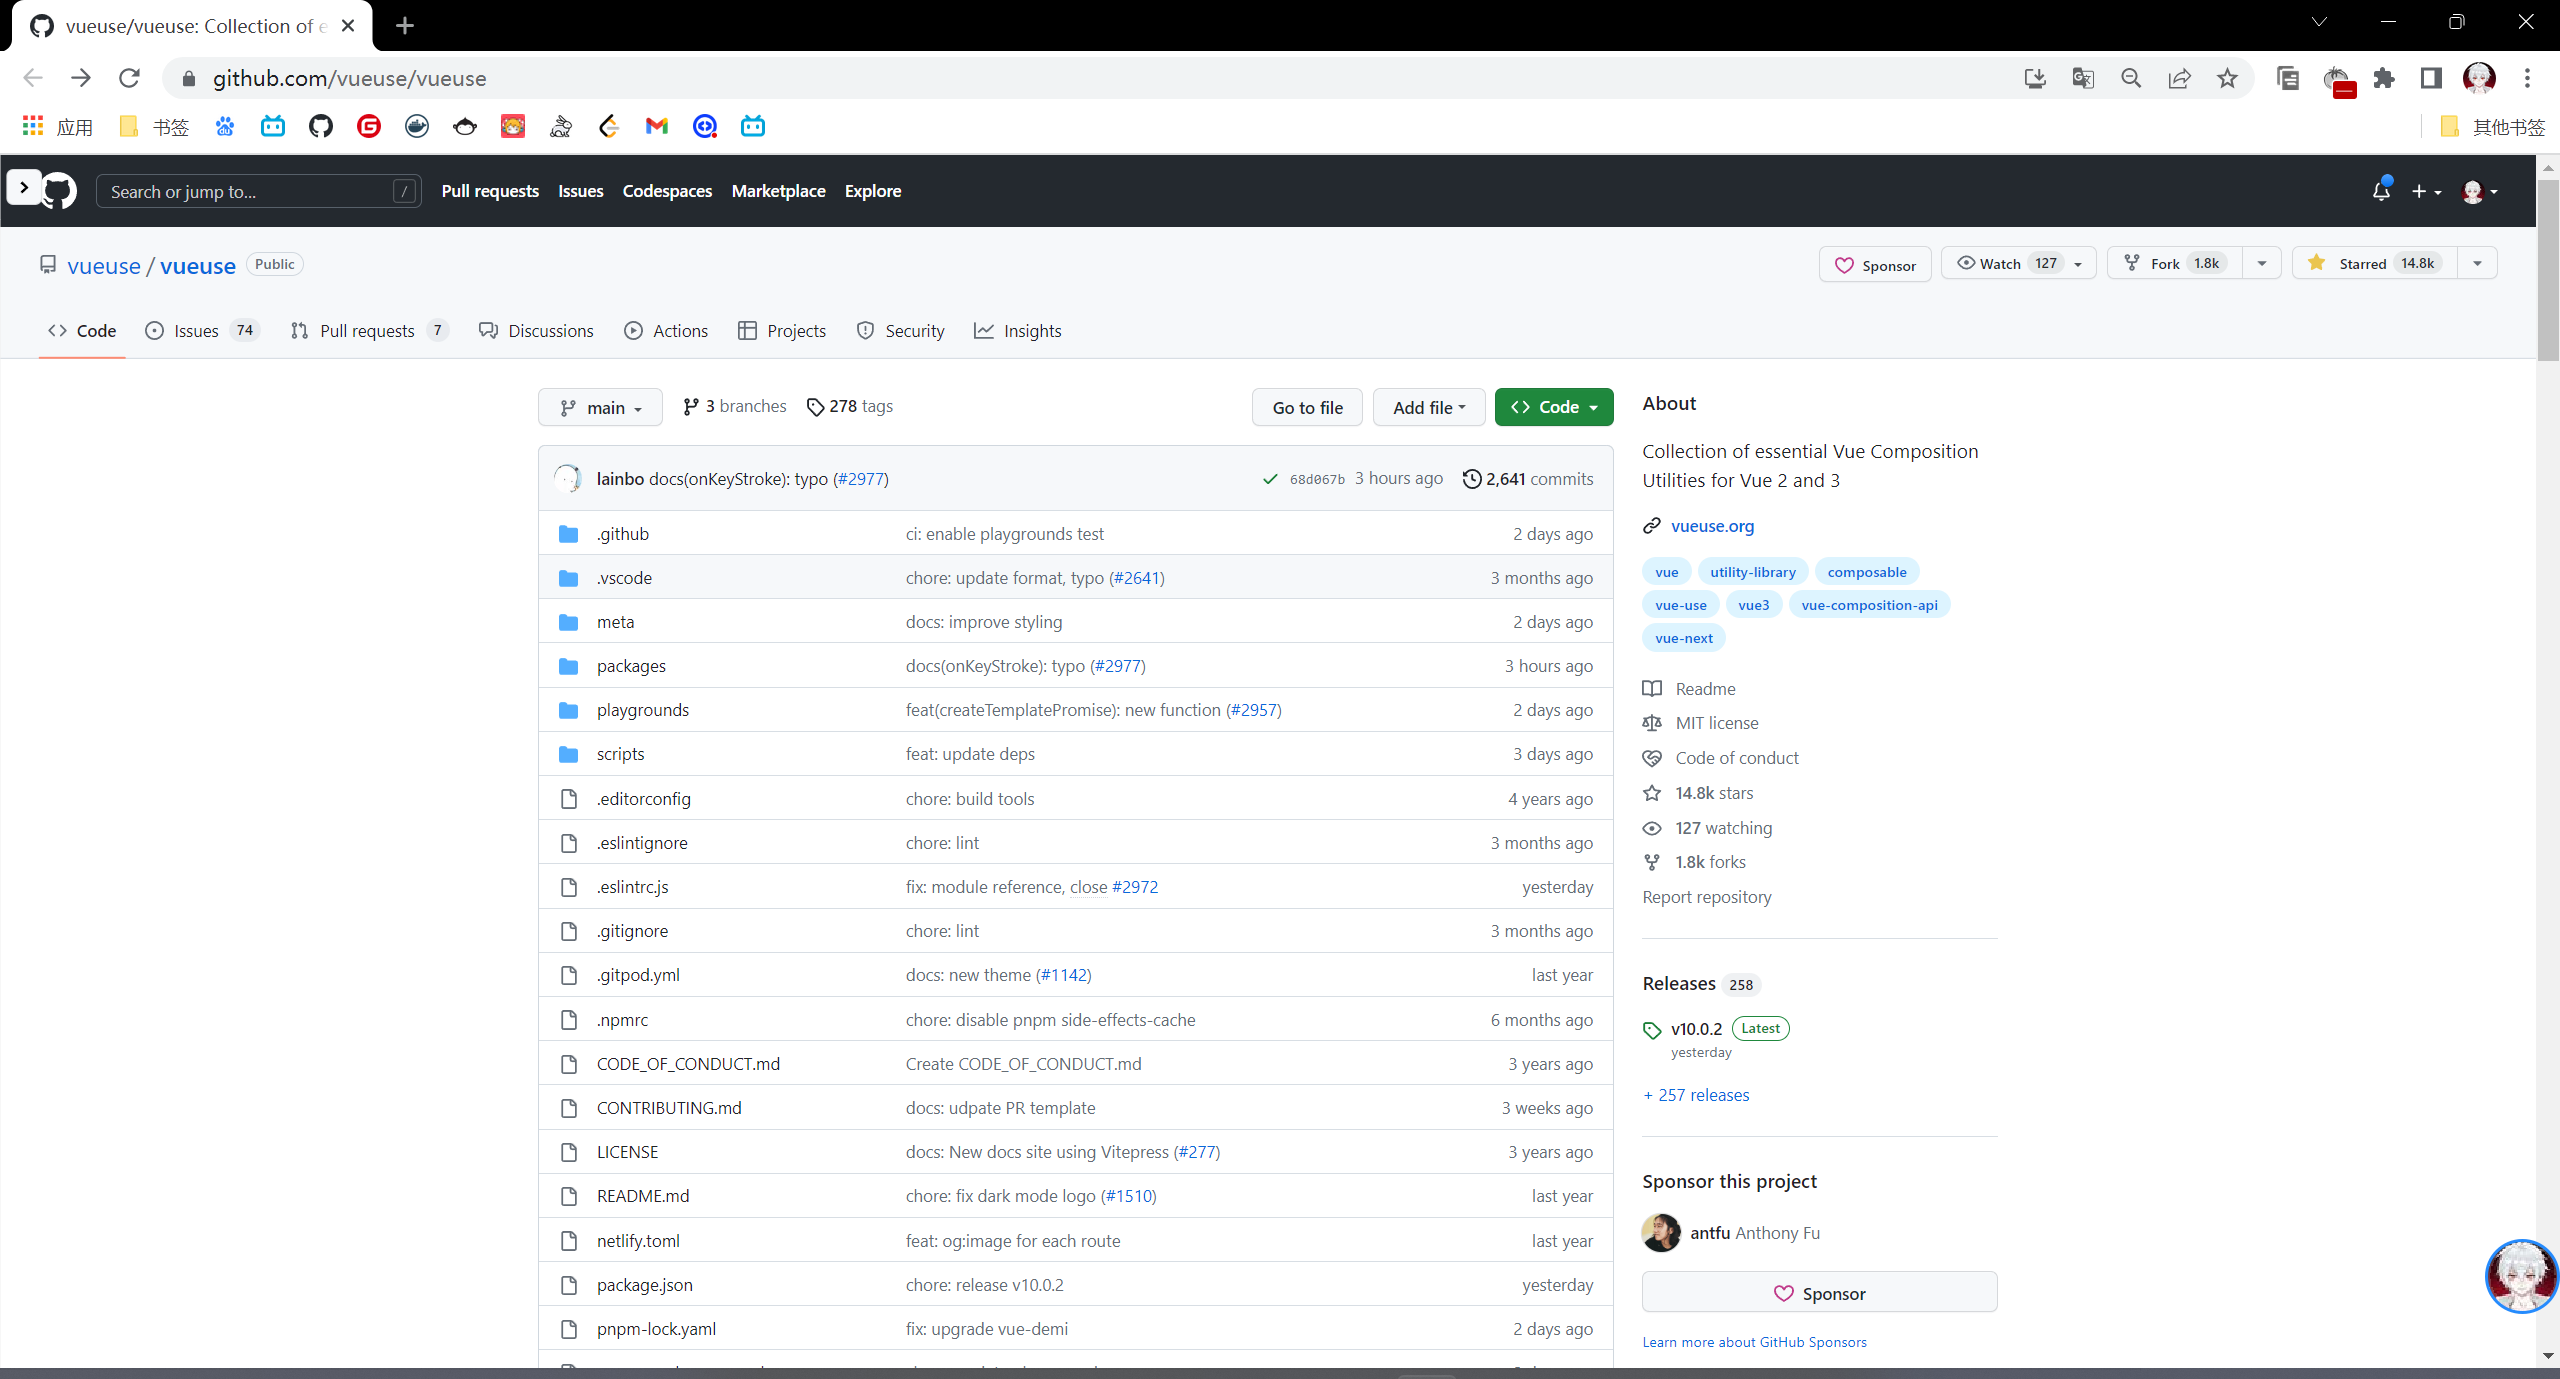 vueuse/vueuse: Collection of e
github.com/vueuse/vueuse
应用 书签 其他书签
Search or jump to... / Pull requests Issues Codespaces Marketplace Explore
vueuse / vueuse Public Sponsor Watch 127 Fork 1.8k Starred 14.8k
Code Issues 74 Pull requests 7 Discussions Actions Projects Security Insights
main 3 branches 278 tags Go to file Add file Code
lainbo docs(onKeyStroke): typo (#2977) 68d067b 3 hours ago 2,641 commits
.github ci: enable playgrounds test 2 days ago
.vscode chore: update format, typo (#2641) 3 months ago
meta docs: improve styling 2 days ago
packages docs(onKeyStroke): typo (#2977) 3 hours ago
playgrounds feat(createTemplatePromise): new function (#2957) 2 days ago
scripts feat: update deps 3 days ago
.editorconfig chore: build tools 4 years ago
.eslintignore chore: lint 3 months ago
.eslintrc.js fix: module reference, close #2972 yesterday
.gitignore chore: lint 3 months ago
.gitpod.yml docs: new theme (#1142) last year
.npmrc chore: disable pnpm side-effects-cache 6 months ago
CODE_OF_CONDUCT.md Create CODE_OF_CONDUCT.md 3 years ago
CONTRIBUTING.md docs: udpate PR template 3 weeks ago
LICENSE docs: New docs site using Vitepress (#277) 3 years ago
README.md chore: fix dark mode logo (#1510) last year
netlify.toml feat: og:image for each route last year
package.json chore: release v10.0.2 yesterday
pnpm-lock.yaml fix: upgrade vue-demi 2 days ago
About
Collection of essential Vue Composition
Utilities for Vue 2 and 3
vueuse.org
vue utility-library composable
vue-use vue3 vue-composition-api
vue-next
Readme
MIT license
Code of conduct
14.8k stars
127 watching
1.8k forks
Report repository
Releases 258
v10.0.2 Latest
yesterday
+ 257 releases
Sponsor this project
antfu Anthony Fu
Sponsor
Learn more about GitHub Sponsors